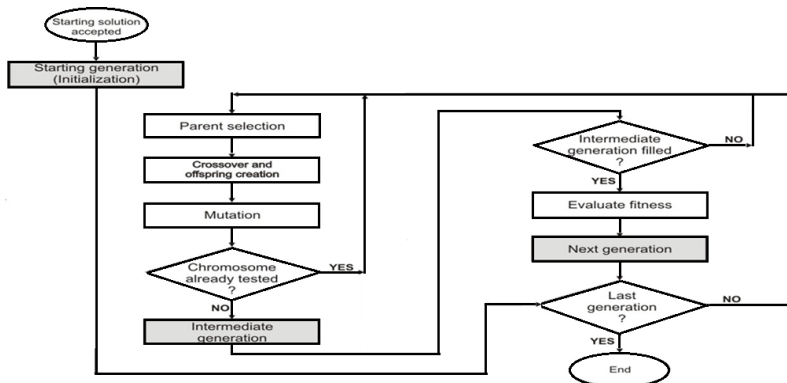 Starting solution
accepted
Starting generation
(Initialization)
Parent selection
Crossover and
offspring creation
Mutation
Chromosome
already tested
?
YES
NO
Intermediate
generation
Intermediate
generation filled
?
NO
YES
Evaluate fitness
Next generation
Last
generation
?
NO
YES
End